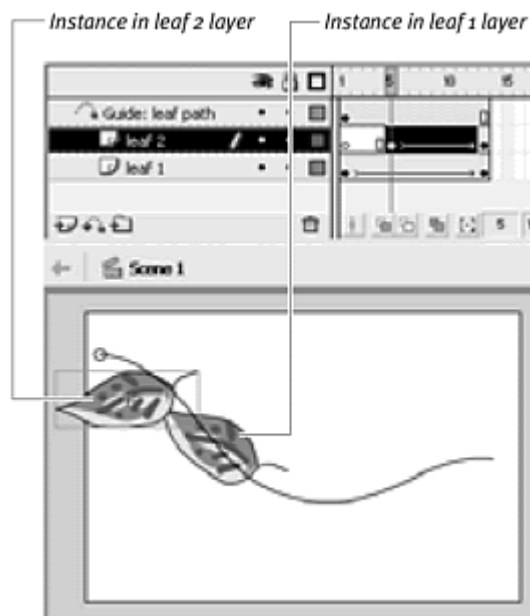 Instance in leaf 2 layer
Instance in leaf 1 layer
1 5 10 15
Guide: leaf path
leaf 2
leaf 1
5
Scene 1